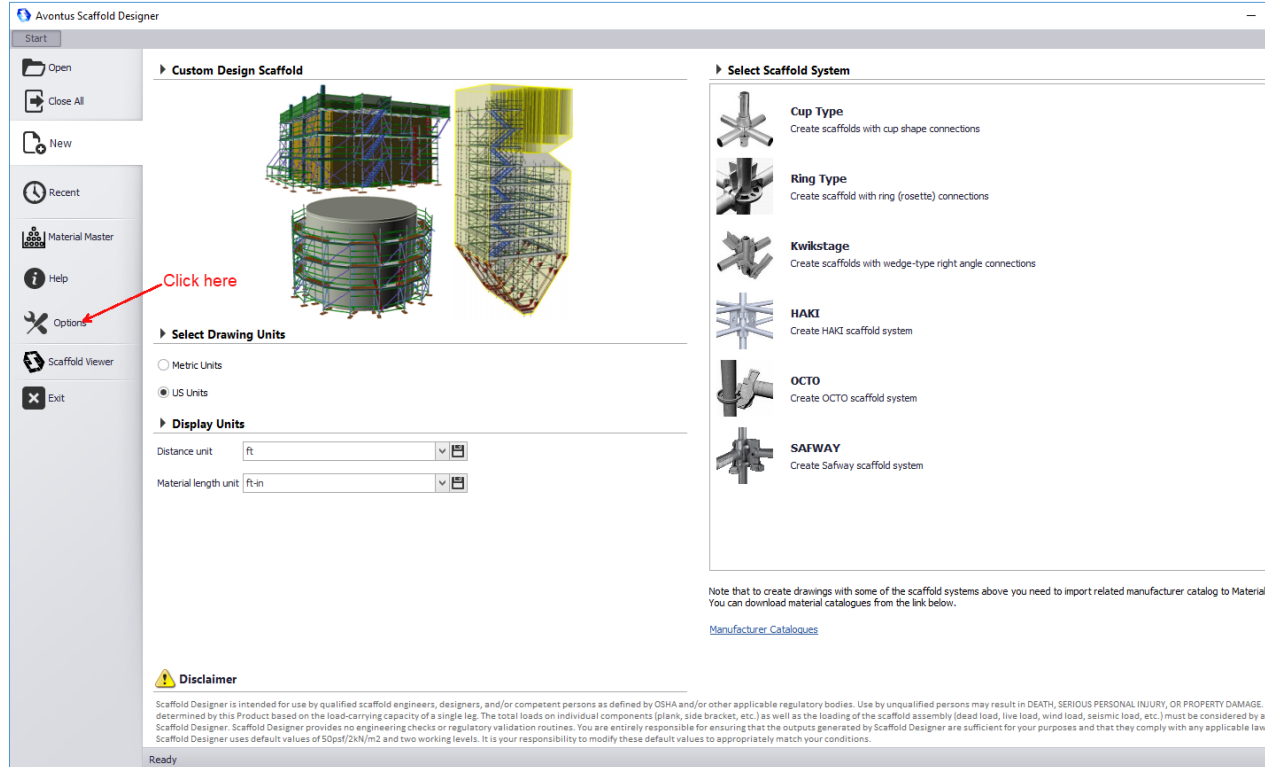 Avontus Scaffold Designer
Start
Open
Close All
New
Recent
Material Master
Help
Options
Scaffold Viewer
Exit
Click here
Custom Design Scaffold
Select Drawing Units
Metric Units
US Units
Display Units
Distance unit ft
Material length unit ft-in
Select Scaffold System
Cup Type
Create scaffolds with cup shape connections
Ring Type
Create scaffold with ring (rosette) connections
Kwikstage
Create scaffolds with wedge-type right angle connections
HAKI
Create HAKI scaffold system
OCTO
Create OCTO scaffold system
SAFWAY
Create Safway scaffold system
Note that to create drawings with some of the scaffold systems above you need to import related manufacturer catalog to Material
You can download material catalogues from the link below.
Manufacturer Catalogues
Disclaimer
Scaffold Designer is intended for use by qualified scaffold engineers, designers, and/or competent persons as defined by OSHA and/or other applicable regulatory bodies. Use by unqualified persons may result in DEATH, SERIOUS PERSONAL INJURY, OR PROPERTY DAMAGE.
determined by this Product based on the load-carrying capacity of a single leg. The total loads on individual components (plank, side bracket, etc.) as well as the loading of the scaffold assembly (dead load, live load, wind load, seismic load, etc.) must be considered by a
Scaffold Designer. Scaffold Designer provides no engineering checks or regulatory validation routines. You are entirely responsible for ensuring that the outputs generated by Scaffold Designer are sufficient for your purposes and that they comply with any applicable law
Scaffold Designer uses default values of 50psf/2kN/m2 and two working levels. It is your responsibility to modify these default values to appropriately match your conditions.
Ready